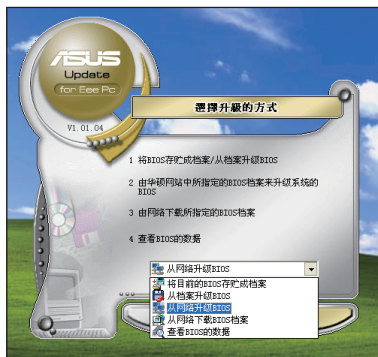 ASUS
Update
for Eee Pc
V1.01.04
選擇升級的方式
1 将BIOS存贮成档案/从档案升级BIOS
2 由华硕网站中所指定的BIOS档案来升级系统的
BIOS
3 由网络下载所指定的BIOS档案
4 查看BIOS的数据
从网络升级BIOS
将目前的BIOS存贮成档案
从档案升级BIOS
从网络升级BIOS
从网络下载BIOS档案
查看BIOS的数据